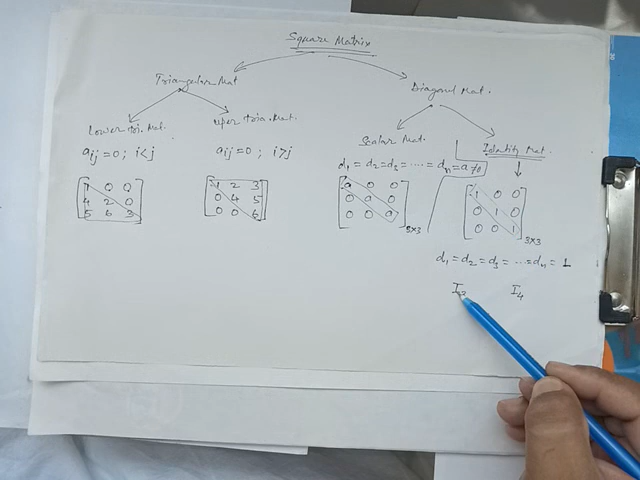 Square Matrix
Triangular Mat
Diagonal Mat.
Lower tri. Mat.
upper tria. Mat.
Scalar Mat.
Identity Mat.
aij = 0 ; i < j
aij = 0 ; i > j
d1 = d2 = d3 = ..... = dn = a ≠ 0
1 0 0
4 2 0
5 6 3
1 2 3
0 4 5
0 0 6
a 0 0
0 a 0
0 0 a 3×3
1 0 0
0 1 0
0 0 1 3×3
d1 = d2 = d3 = ... = dn = 1
I3 I4